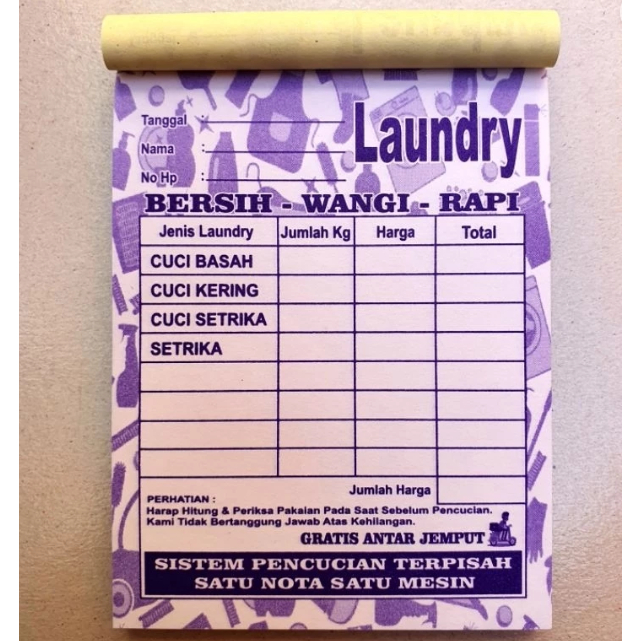 Tanggal :
Nama :
No Hp :
Laundry
BERSIH - WANGI - RAPI
Jenis Laundry Jumlah Kg Harga Total
CUCI BASAH
CUCI KERING
CUCI SETRIKA
SETRIKA
Jumlah Harga
PERHATIAN :
Harap Hitung & Periksa Pakaian Pada Saat Sebelum Pencucian.
Kami Tidak Bertanggung Jawab Atas Kehilangan.
GRATIS ANTAR JEMPUT
SISTEM PENCUCIAN TERPISAH
SATU NOTA SATU MESIN